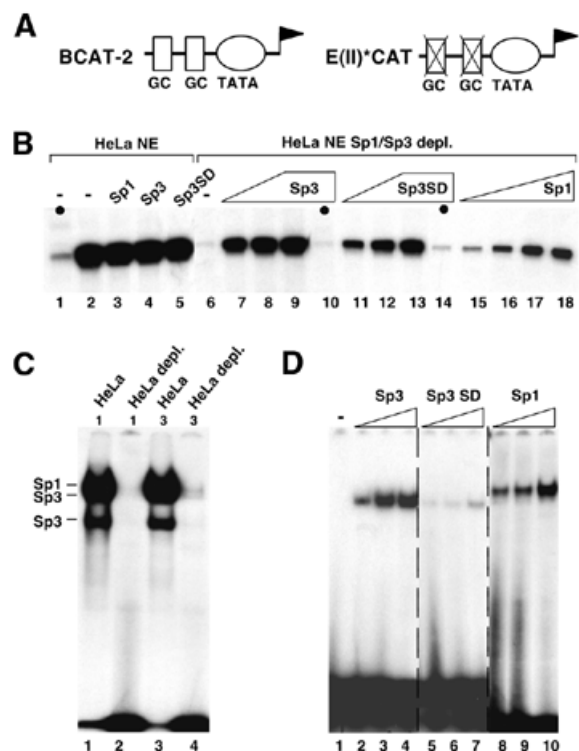 A
BCAT-2
GC GC TATA
E(II)*CAT
GC GC TATA
B
HeLa NE
HeLa NE Sp1/Sp3 depl.
- - Sp1 Sp3 Sp3SD - Sp3 Sp3SD Sp1
1 2 3 4 5 6 7 8 9 10 11 12 13 14 15 16 17 18
C
HeLa HeLa depl. HeLa HeLa depl.
1 1 3 3
Sp1
Sp3
Sp3
1 2 3 4
D
- Sp3 Sp3 SD Sp1
1 2 3 4 5 6 7 8 9 10